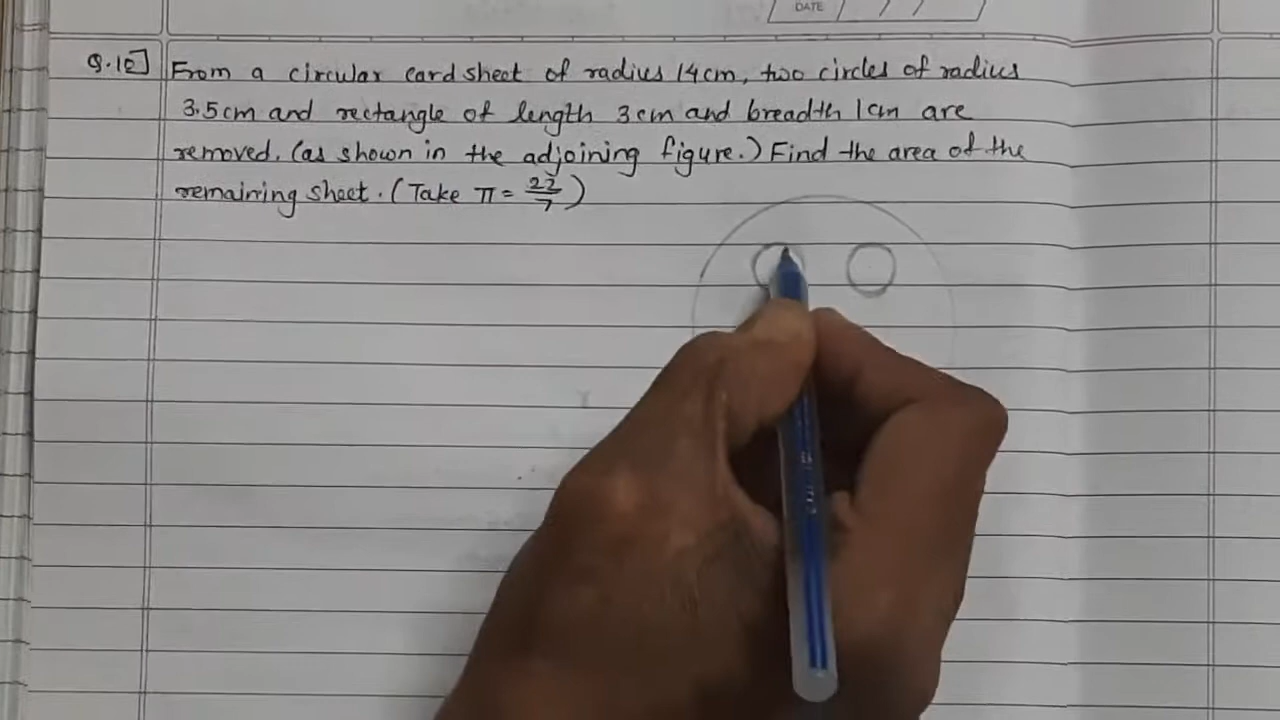 DATE / /
Q.10] From a circular card sheet of radius 14cm, two circles of radius
3.5cm and rectangle of length 3cm and breadth 1cm are
removed. (as shown in the adjoining figure.) Find the area of the
remaining sheet. (Take π = 22/7)